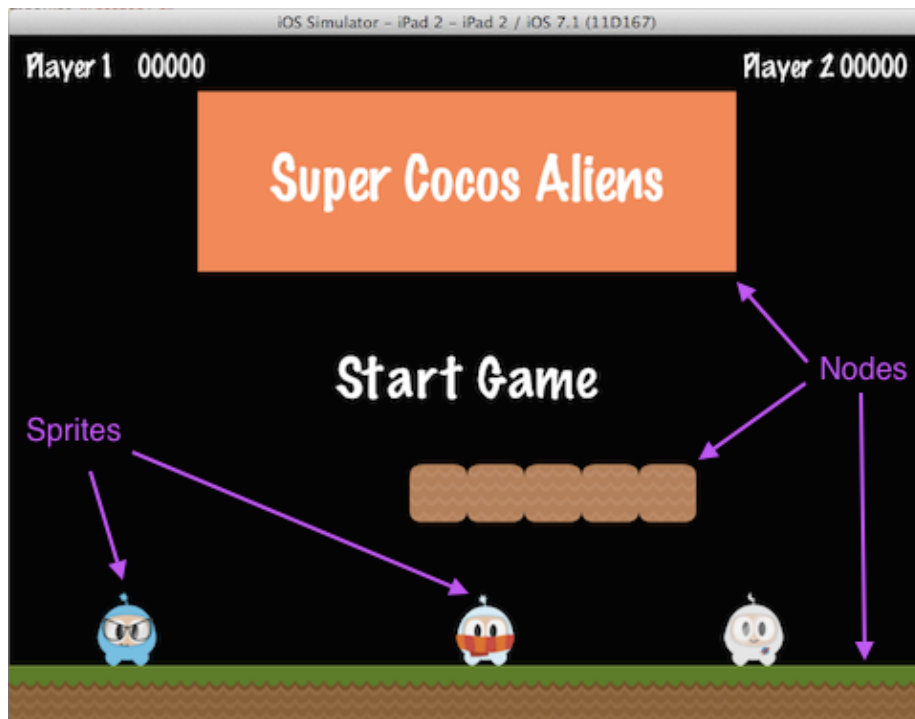 iOS Simulator – iPad 2 – iPad 2 / iOS 7.1 (11D167)
Player 1 00000
Player 2 00000
Super Cocos Aliens
Start Game
Nodes
Sprites